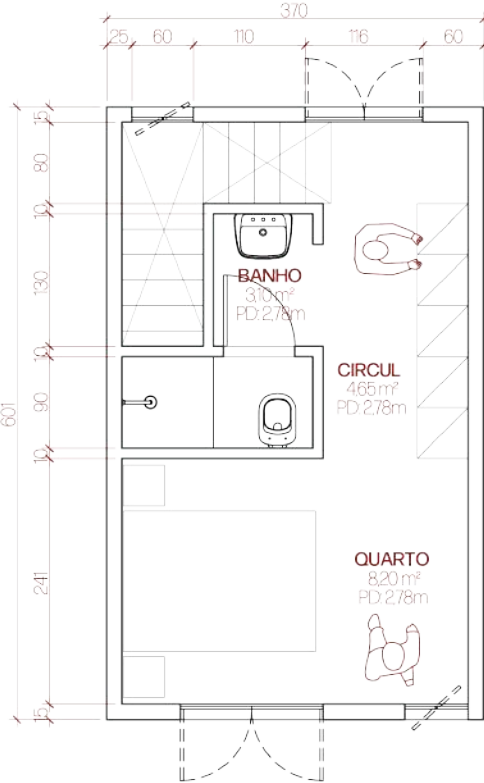 370
25 60 110 116 60
15
80
10
130
10
90
10
241
15
601
BANHO
3,10 m²
PD: 2,78m
CIRCUL
4,65 m²
PD: 2,78m
QUARTO
8,20 m²
PD: 2,78m